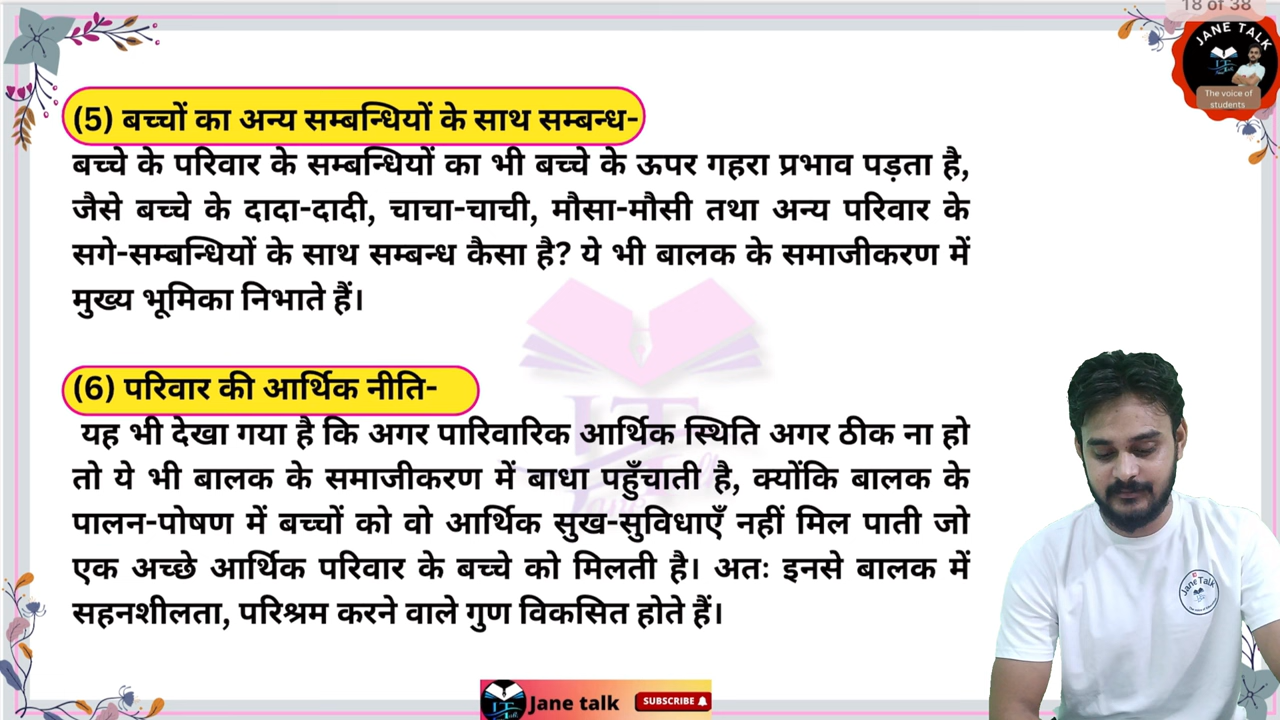 18 of 38
JANE TALK
The voice of
students
(5) बच्चों का अन्य सम्बन्धियों के साथ सम्बन्ध-
बच्चे के परिवार के सम्बन्धियों का भी बच्चे के ऊपर गहरा प्रभाव पड़ता है,
जैसे बच्चे के दादा-दादी, चाचा-चाची, मौसा-मौसी तथा अन्य परिवार के
सगे-सम्बन्धियों के साथ सम्बन्ध कैसा है? ये भी बालक के समाजीकरण में
मुख्य भूमिका निभाते हैं।
(6) परिवार की आर्थिक नीति-
यह भी देखा गया है कि अगर पारिवारिक आर्थिक स्थिति अगर ठीक ना हो
तो ये भी बालक के समाजीकरण में बाधा पहुँचाती है, क्योंकि बालक के
पालन-पोषण में बच्चों को वो आर्थिक सुख-सुविधाएँ नहीं मिल पाती जो
एक अच्छे आर्थिक परिवार के बच्चे को मिलती है। अतः इनसे बालक में
सहनशीलता, परिश्रम करने वाले गुण विकसित होते हैं।
Jane Talk
Jane talk
SUBSCRIBE